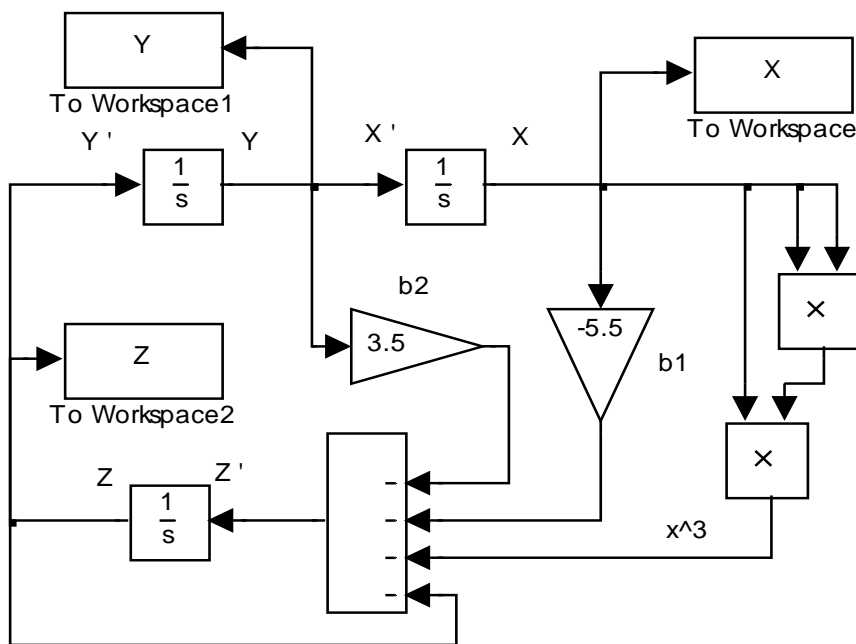 Y
To Workspace1
X
To Workspace
Y '
Y
X '
X
1
s
1
s
b2
3.5
-5.5
b1
×
Z
To Workspace2
×
Z
Z '
1
s
−
−
−
−
x^3